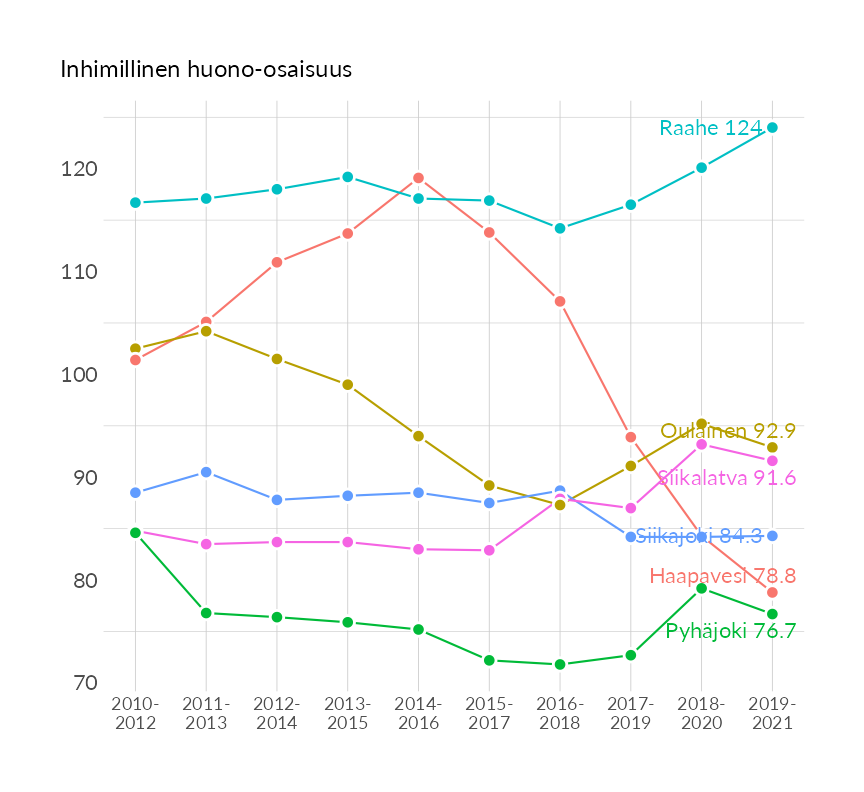 Inhimillinen huono-osaisuus
Raahe 124
120
110
100
Oulainen 92.9
90
Siikalatva 91.6
Siikajoki 84.3
80
Haapavesi 78.8
Pyhäjoki 76.7
70
2010- 2011- 2012- 2013- 2014- 2015- 2016- 2017- 2018- 2019-
2012 2013 2014 2015 2016 2017 2018 2019 2020 2021